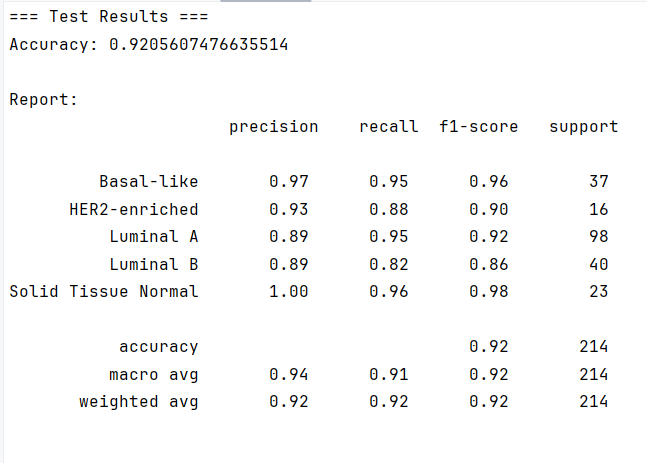 === Test Results ===
Accuracy: 0.9205607476635514
Report:
precision recall f1-score support
Basal-like 0.97 0.95 0.96 37
HER2-enriched 0.93 0.88 0.90 16
Luminal A 0.89 0.95 0.92 98
Luminal B 0.89 0.82 0.86 40
Solid Tissue Normal 1.00 0.96 0.98 23
accuracy 0.92 214
macro avg 0.94 0.91 0.92 214
weighted avg 0.92 0.92 0.92 214